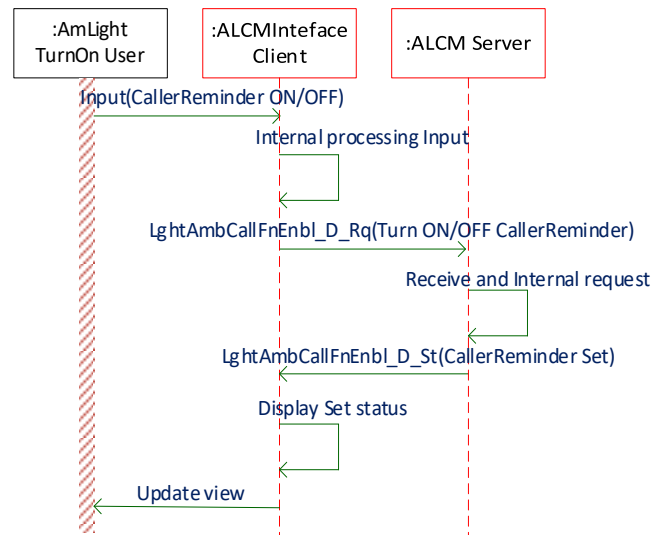 :AmLight
TurnOn User
:ALCMInteface
Client
:ALCM Server
Input(CallerReminder ON/OFF)
Internal processing Input
LghtAmbCallFnEnbl_D_Rq(Turn ON/OFF CallerReminder)
Receive and Internal request
LghtAmbCallFnEnbl_D_St(CallerReminder Set)
Display Set status
Update view